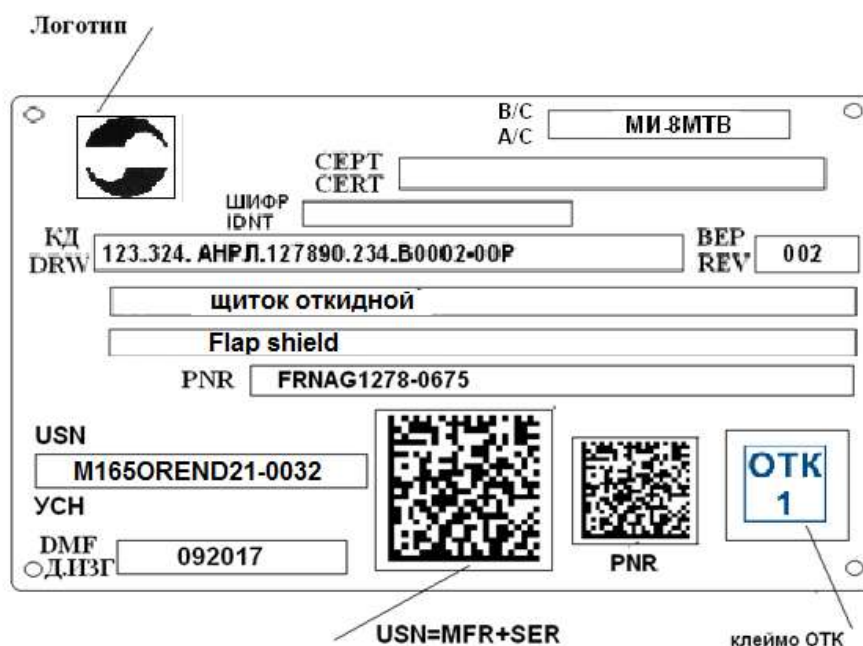 Логотип
В/С
А/С
МИ-8МТВ
СЕРТ
CERT
ШИФР
IDNT
КД
DRW
123.324. АНРЛ.127890.234.В0002-00Р
ВЕР
REV
002
щиток откидной
Flap shield
PNR
FRNAG1278-0675
USN
M165OREND21-0032
УСН
DMF
Д.ИЗГ
092017
PNR
ОТК
1
USN=MFR+SER
клеймо ОТК